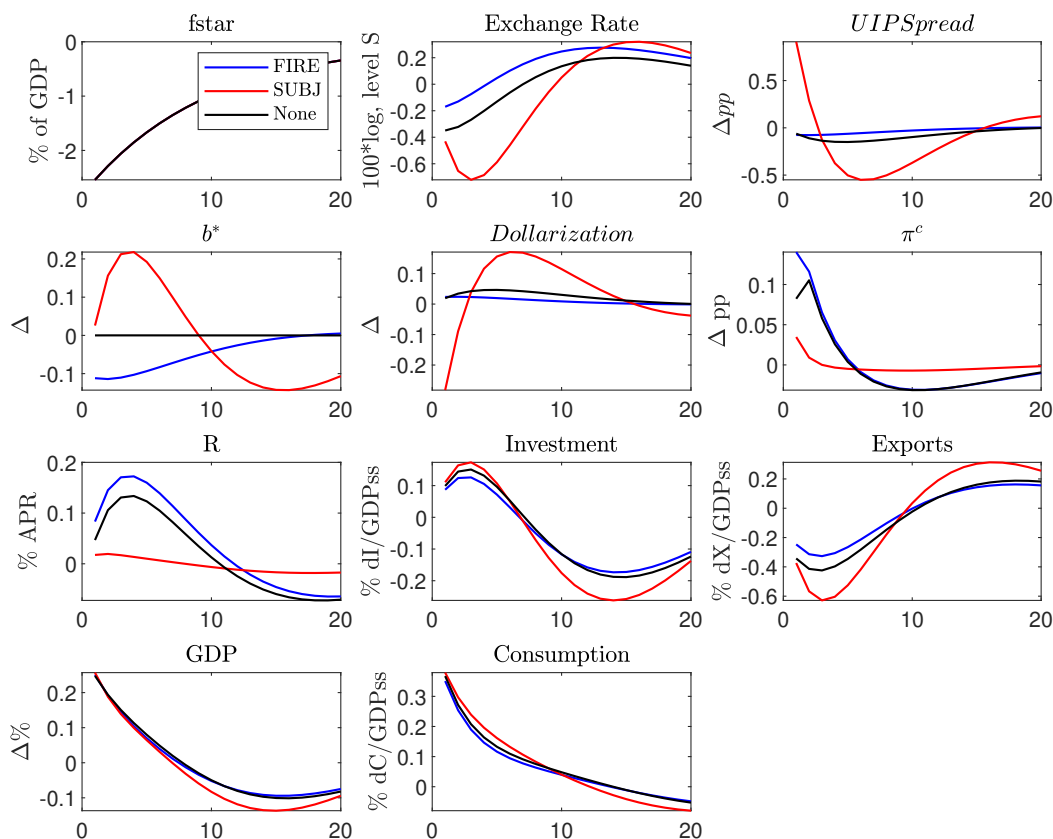 fstar
% of GDP
0
-1
-2
0 10 20
FIRE
SUBJ
None
Exchange Rate
100*log, level S
0.2
0
-0.2
-0.4
-0.6
0 10 20
UIPSpread
Δpp
0.5
0
-0.5
0 10 20
b*
Δ
0.2
0.1
0
-0.1
0 10 20
Dollarization
Δ
0.1
0
-0.1
-0.2
0 10 20
π^c
Δ pp
0.1
0.05
0
0 10 20
R
% APR
0.1
0
0 10 20
Investment
% dI/GDPss
0.1
0
-0.1
-0.2
0 10 20
Exports
% dX/GDPss
0.2
0
-0.2
-0.4
-0.6
0 10 20
GDP
Δ%
0.2
0.1
0
-0.1
0 10 20
Consumption
% dC/GDPss
0.3
0.2
0.1
0
0 10 20